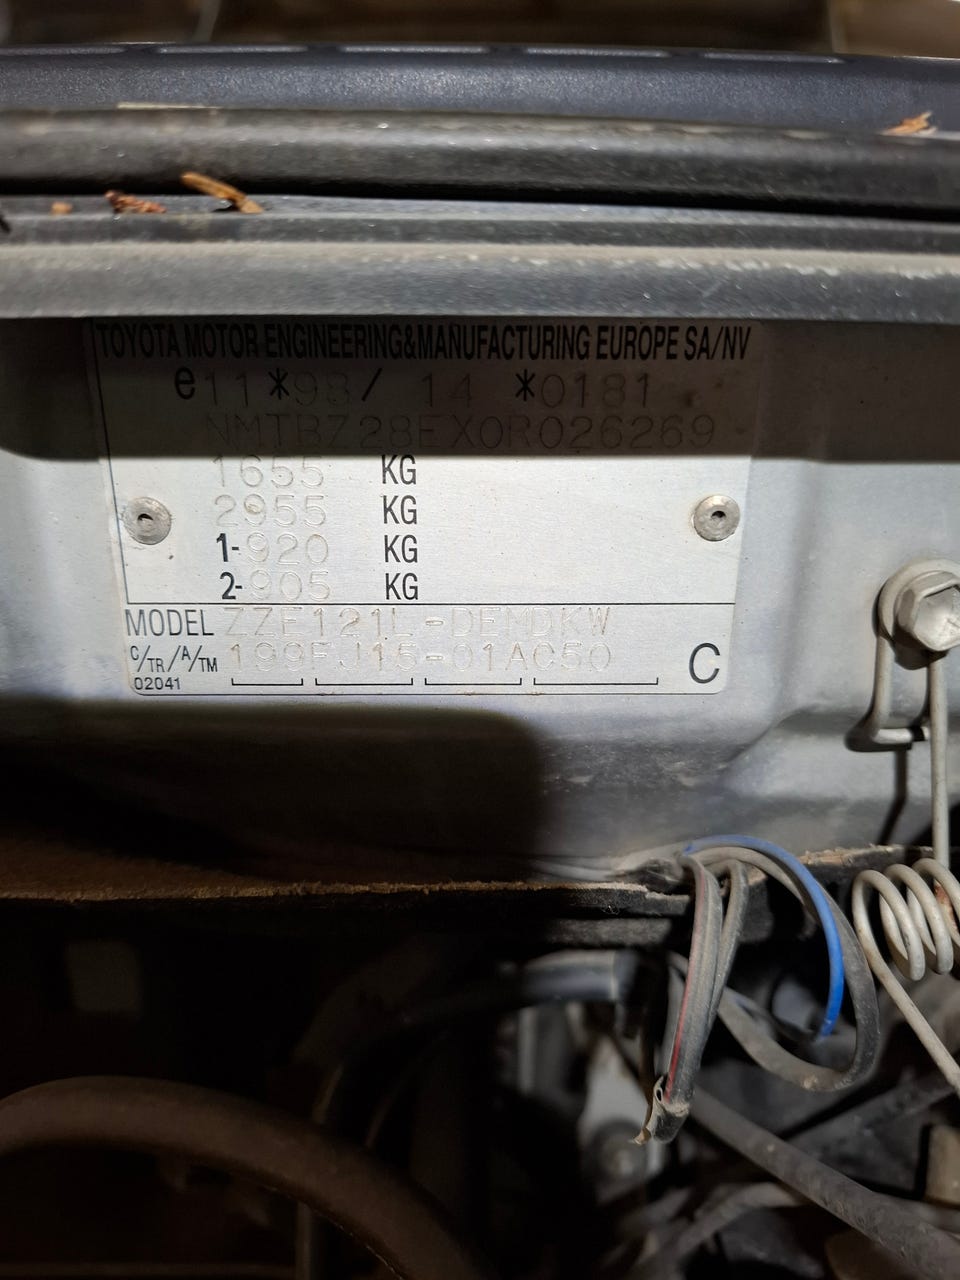 TOYOTA MOTOR ENGINEERING&MANUFACTURING EUROPE SA/NV
e11*98/ 14 *0181
NMTBZ28EX0R026269
1655 KG
2955 KG
1-920 KG
2-905 KG
MODEL ZZE121L-DEMDKW
C/TR/A/TM 199FJ15-01AC50
02041
C